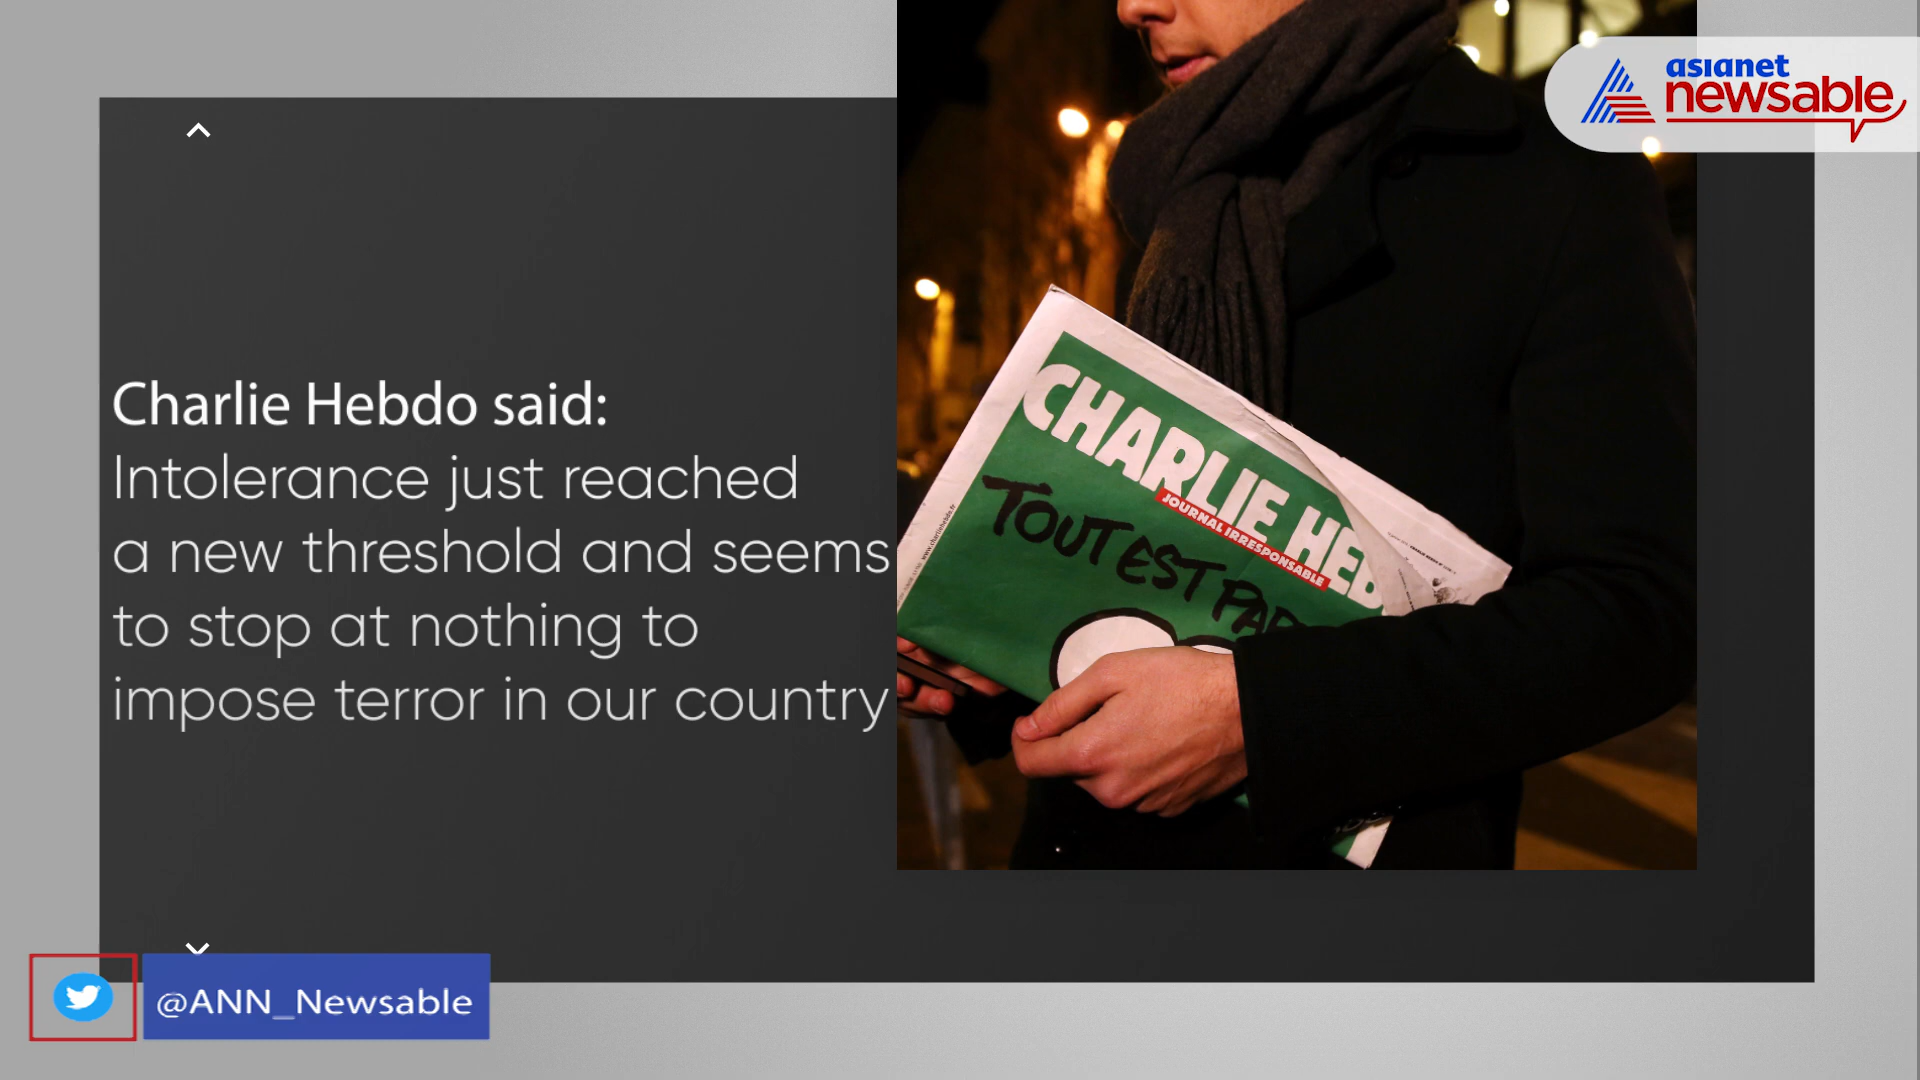 asianet
newsable
Charlie Hebdo said:
Intolerance just reached
a new threshold and seems
to stop at nothing to
impose terror in our country
CHARLIE HEB
JOURNAL IRRESPONSABLE
TOUT EST PAR
@ANN_Newsable